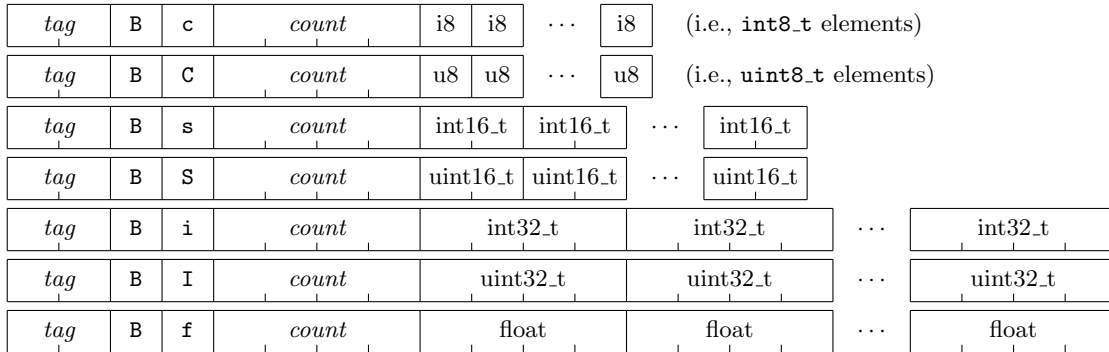 tag B c count i8 i8 ··· i8 (i.e., int8_t elements)
tag B C count u8 u8 ··· u8 (i.e., uint8_t elements)
tag B s count int16_t int16_t ··· int16_t
tag B S count uint16_t uint16_t ··· uint16_t
tag B i count int32_t int32_t ··· int32_t
tag B I count uint32_t uint32_t ··· uint32_t
tag B f count float float ··· float